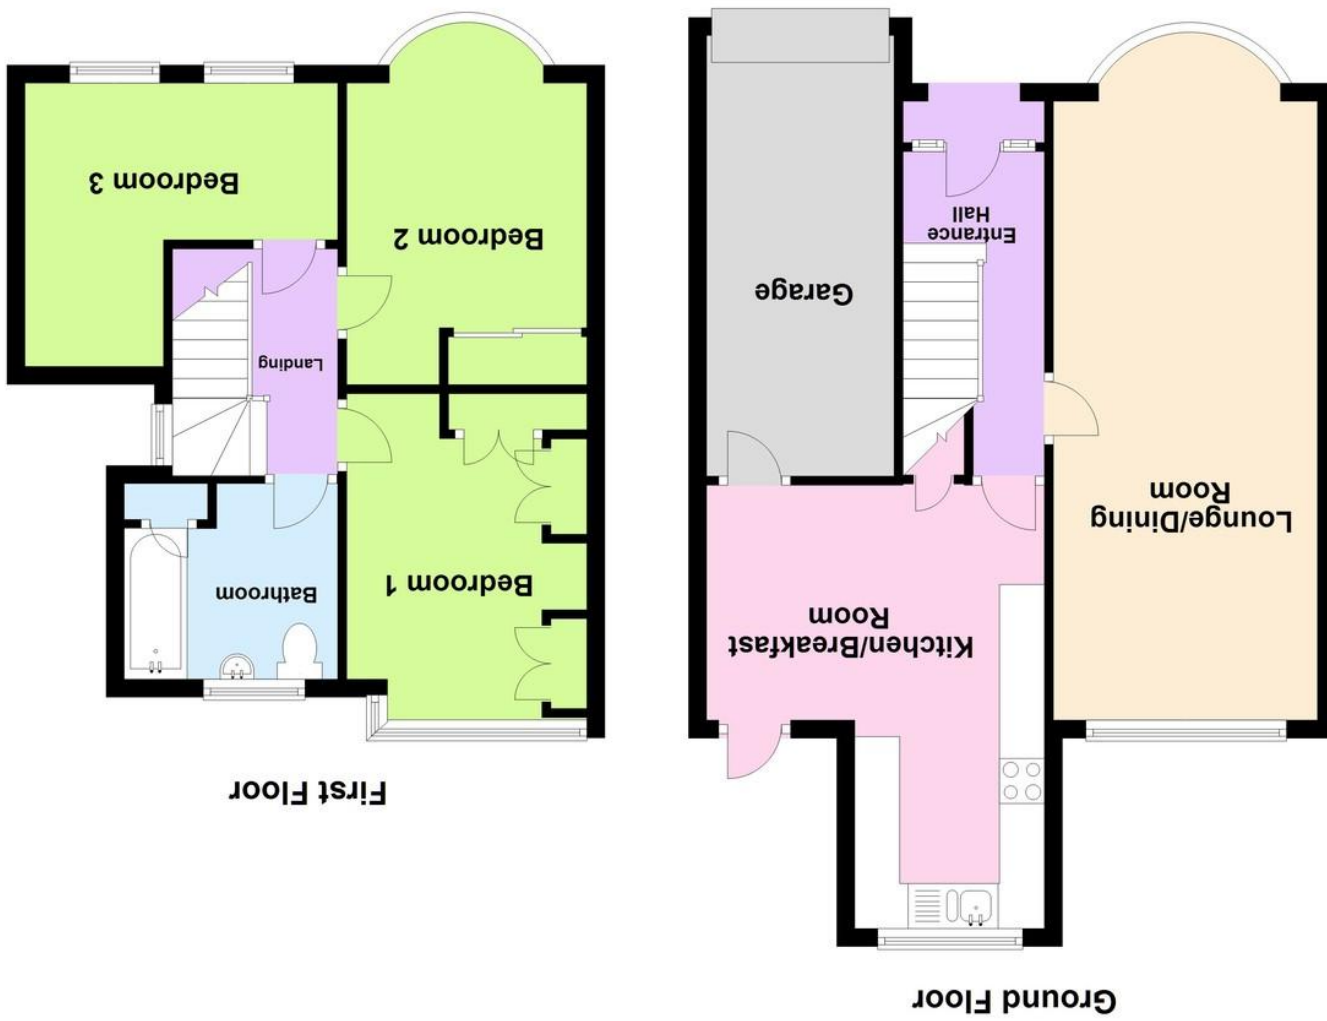 Ground Floor
Kitchen/Breakfast
Room
Lounge/Dining
Room
Garage
Entrance
Hall
First Floor
Bathroom
Bedroom 1
Landing
Bedroom 2
Bedroom 3